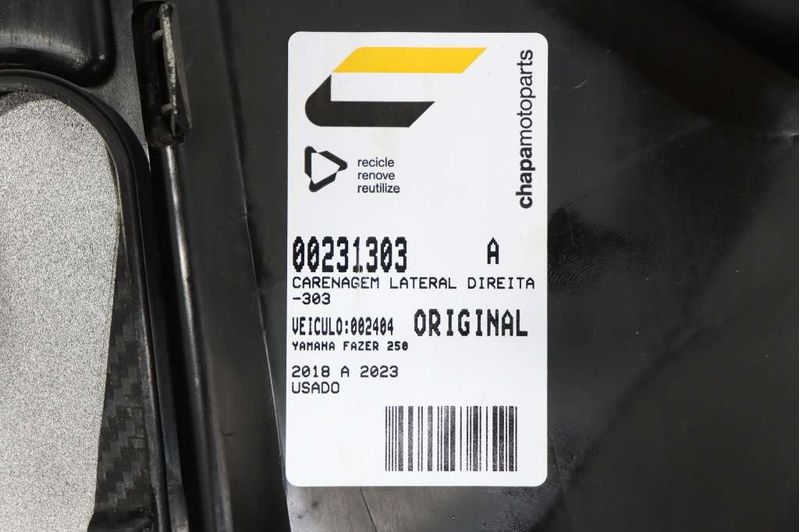 chapamotoparts
recicle
renove
reutilize
00231303 A
CARENAGEM LATERAL DIREITA
-303
VEICULO:002404 ORIGINAL
YAMAHA FAZER 250
2018 A 2023
USADO